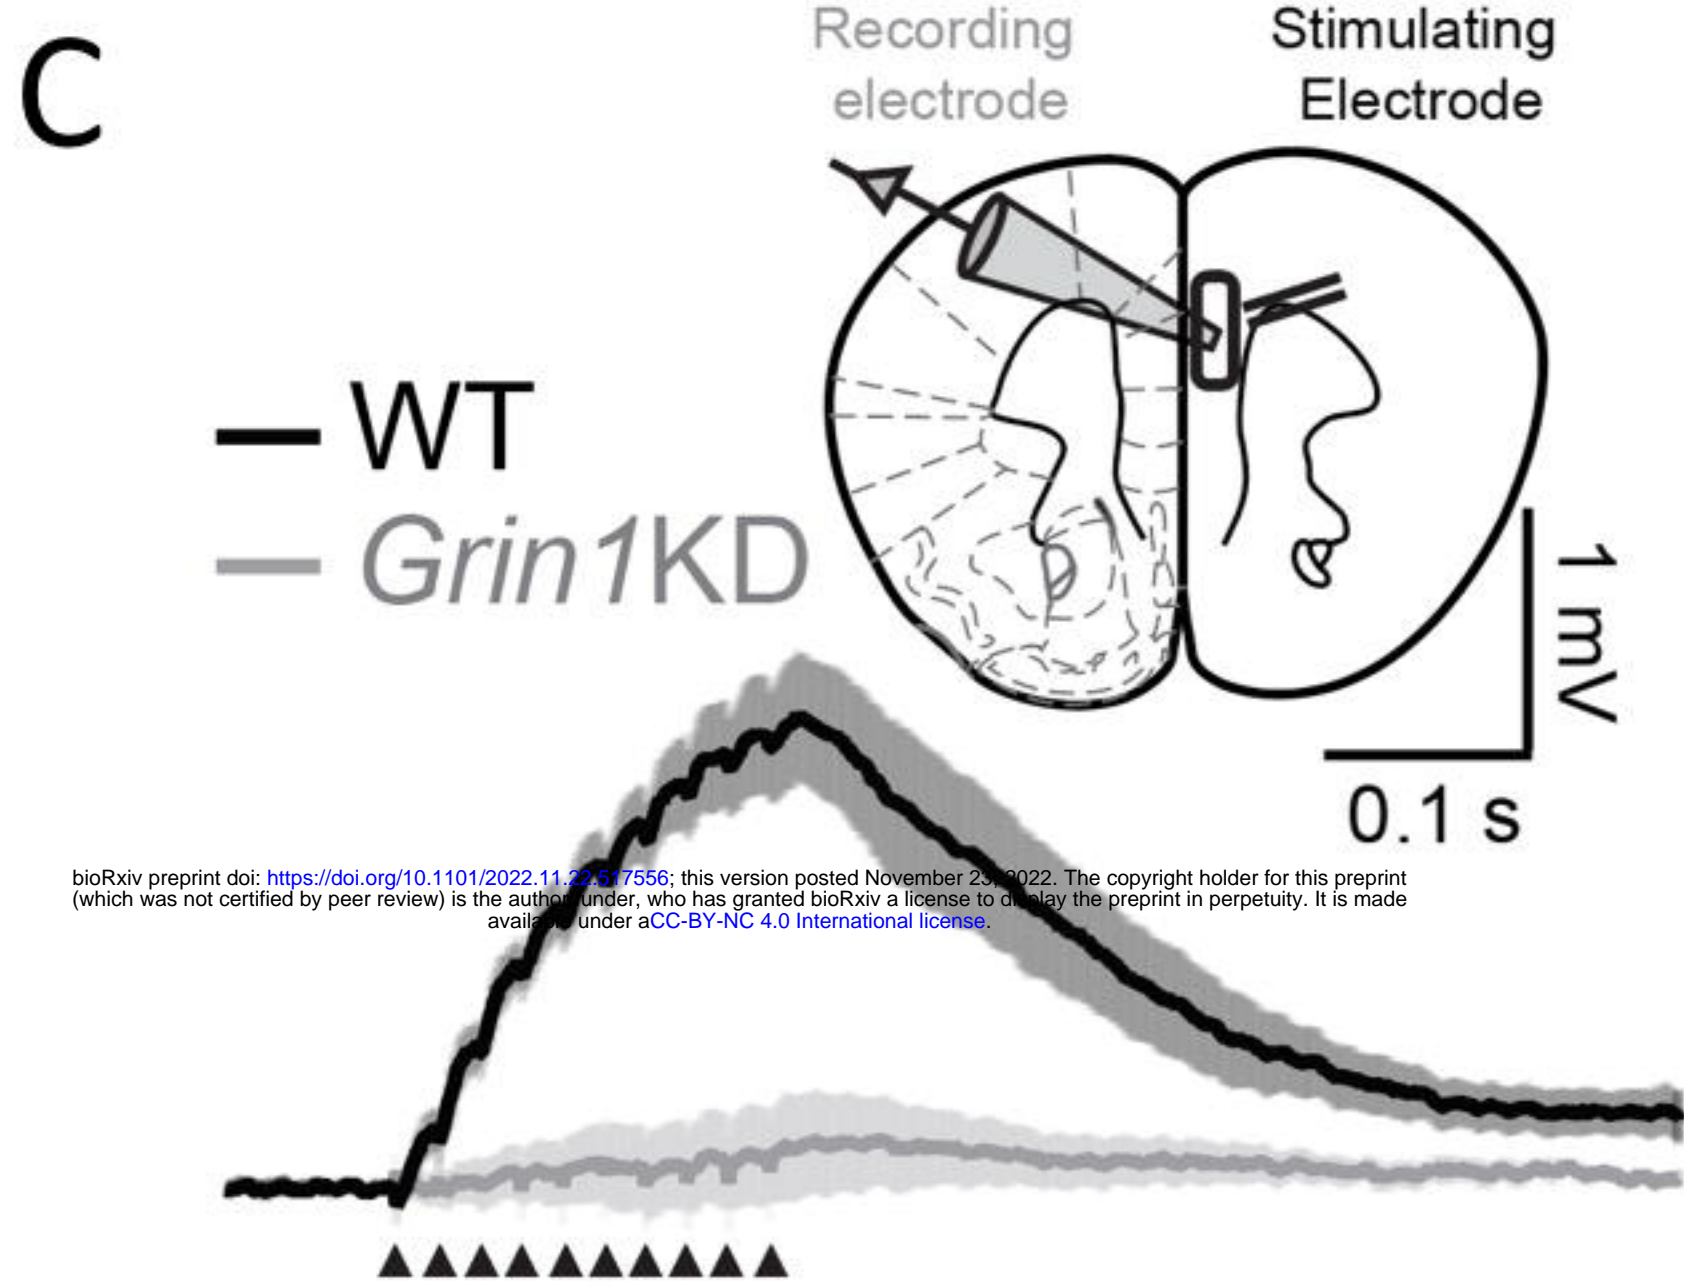 C
Recording
electrode
Stimulating
Electrode
WT
Grin1KD
1 mV
0.1 s
bioRxiv preprint doi: https://doi.org/10.1101/2022.11.22.517556; this version posted November 23, 2022. The copyright holder for this preprint
(which was not certified by peer review) is the author/funder, who has granted bioRxiv a license to display the preprint in perpetuity. It is made
available under aCC-BY-NC 4.0 International license.